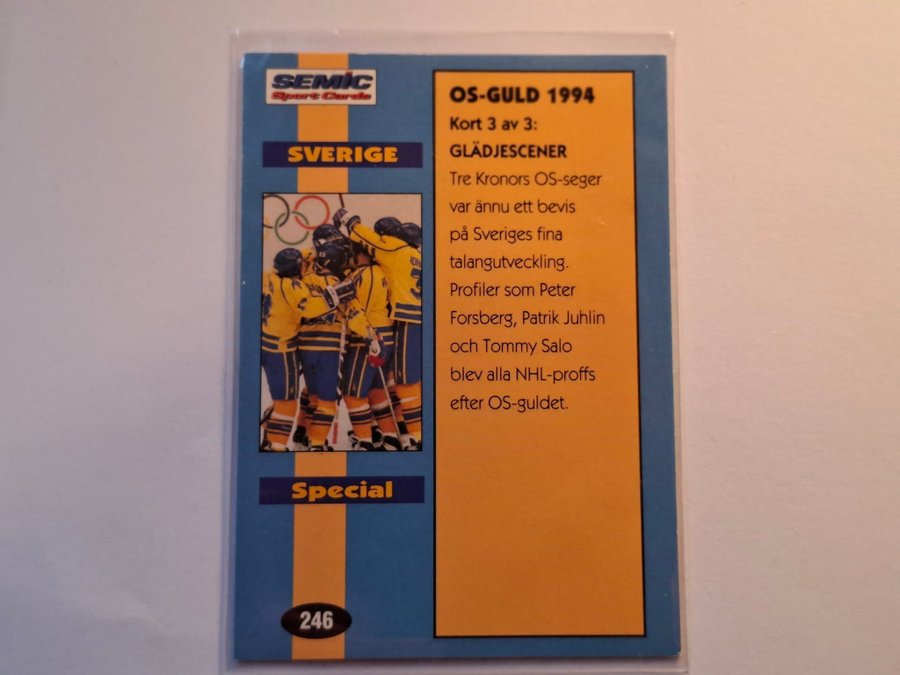 SEMIC
Sport Cards
SVERIGE
Special
246
OS-GULD 1994
Kort 3 av 3:
GLÄDJESCENER
Tre Kronors OS-seger
var ännu ett bevis
på Sveriges fina
talangutveckling.
Profiler som Peter
Forsberg, Patrik Juhlin
och Tommy Salo
blev alla NHL-proffs
efter OS-guldet.